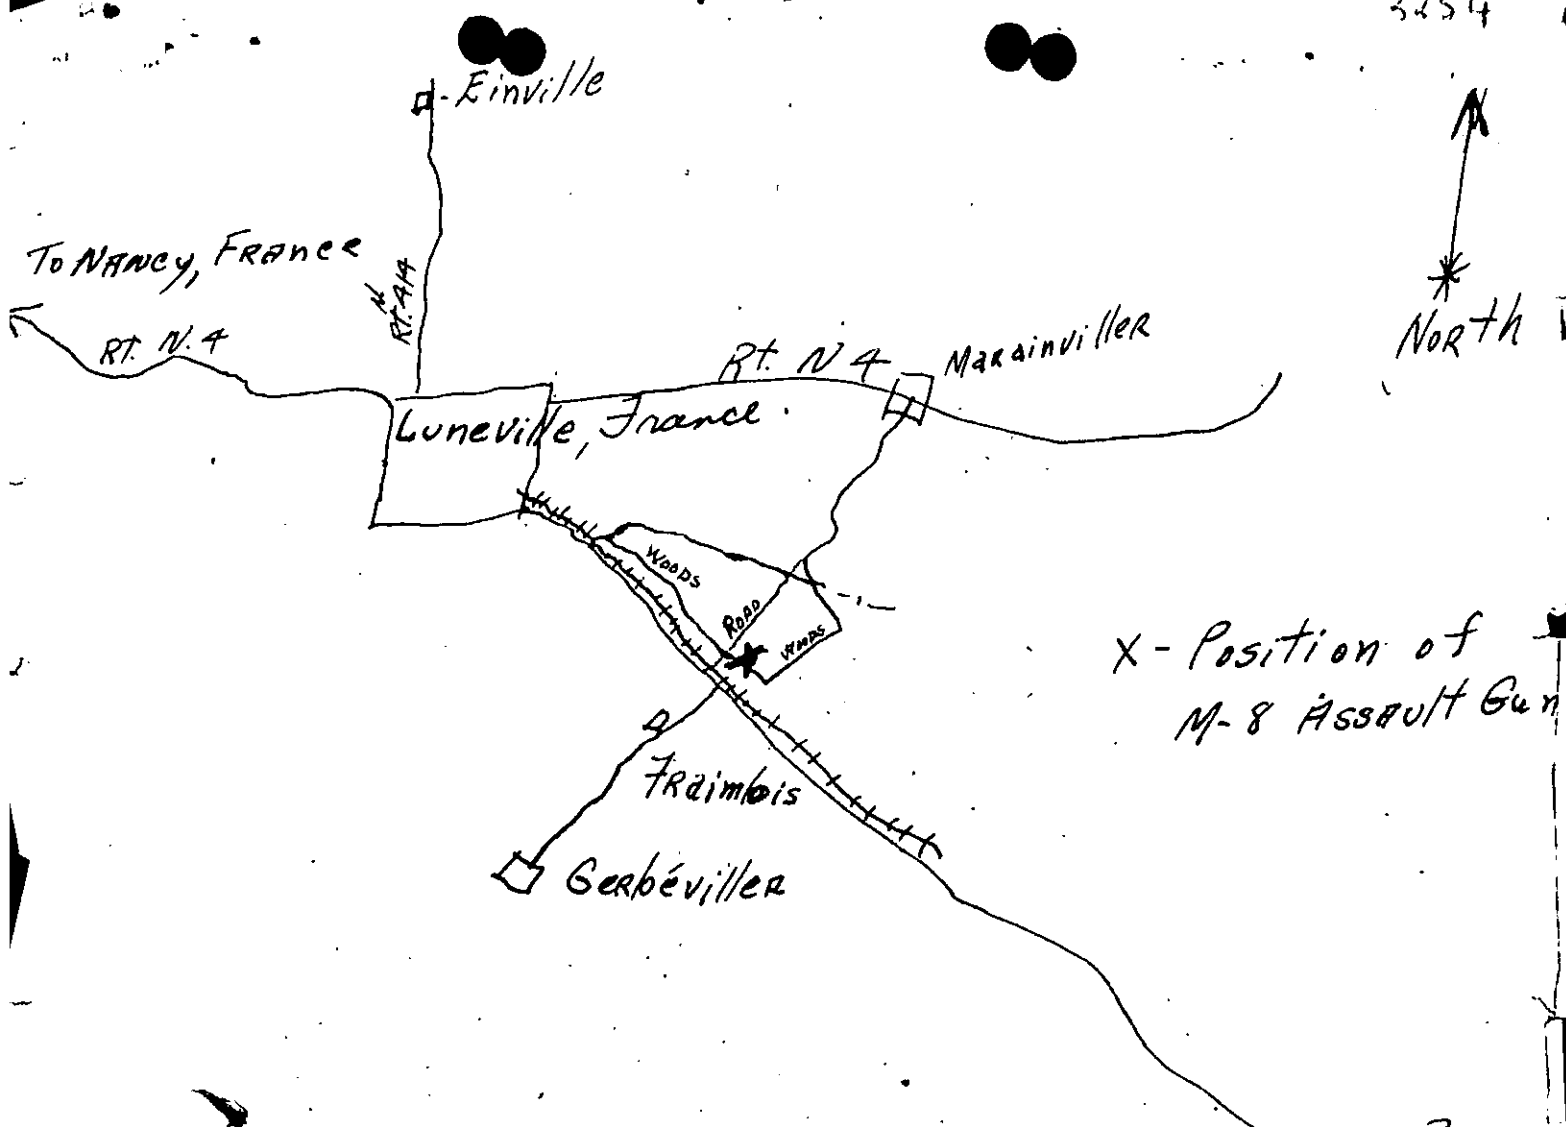 Einville
To Nancy, France
RT. N. 4
N
RT. 414
Rt. N 4
Marainviller
North
Luneville, France.
Woods
Road
Woods
X - Position of
M-8 Assault Gun
Fraimbois
Gerbéviller